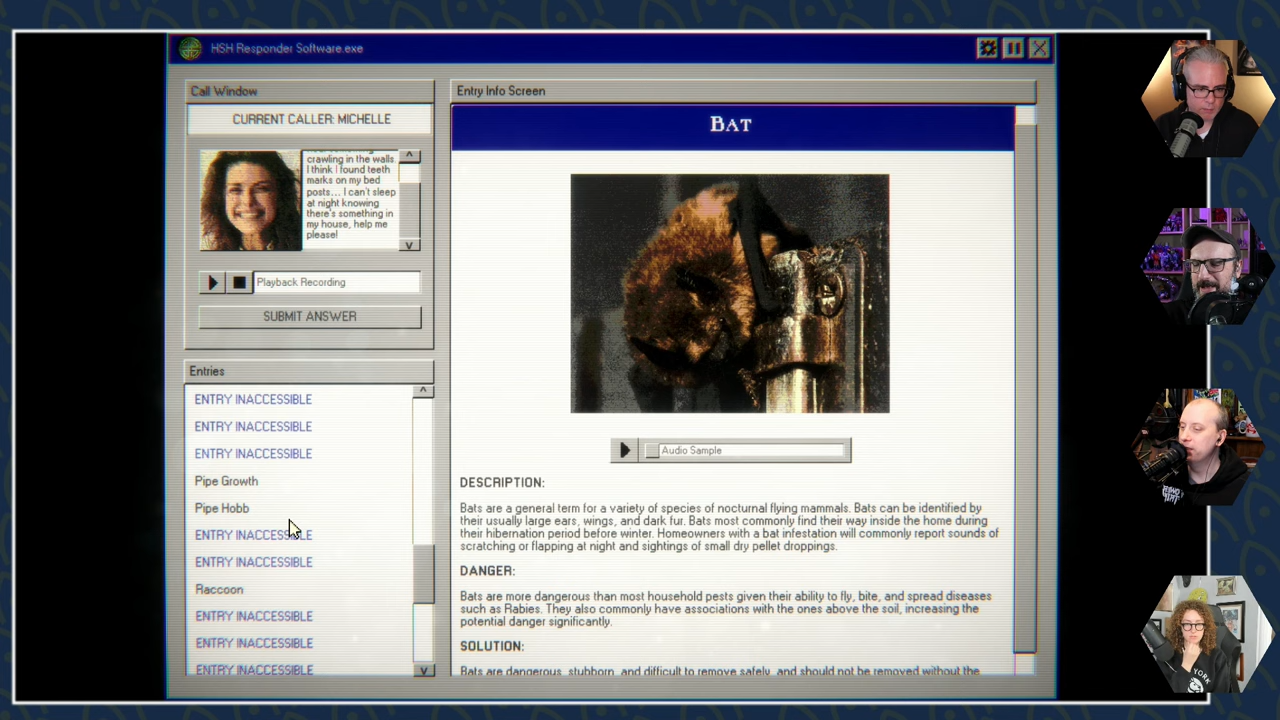 HSH Responder Software.exe
Call Window
CURRENT CALLER: MICHELLE
crawling in the walls.
I think I found teeth
marks on my bed
posts... I can't sleep
at night knowing
there's something in
my house, help me
please!
Playback Recording
SUBMIT ANSWER
Entries
ENTRY INACCESSIBLE
ENTRY INACCESSIBLE
ENTRY INACCESSIBLE
Pipe Growth
Pipe Hobb
ENTRY INACCESSIBLE
ENTRY INACCESSIBLE
Raccoon
ENTRY INACCESSIBLE
ENTRY INACCESSIBLE
ENTRY INACCESSIBLE
Entry Info Screen
BAT
Audio Sample
DESCRIPTION:
Bats are a general term for a variety of species of nocturnal flying mammals. Bats can be identified by
their usually large ears, wings, and dark fur. Bats most commonly find their way inside the home during
their hibernation period before winter. Homeowners with a bat infestation will commonly report sounds of
scratching or flapping at night and sightings of small dry pellet droppings.
DANGER:
Bats are more dangerous than most household pests given their ability to fly, bite, and spread diseases
such as Rabies. They also commonly have associations with the ones above the soil, increasing the
potential danger significantly.
SOLUTION:
Bats are dangerous, stubborn, and difficult to remove safely, and should not be removed without the
YORK